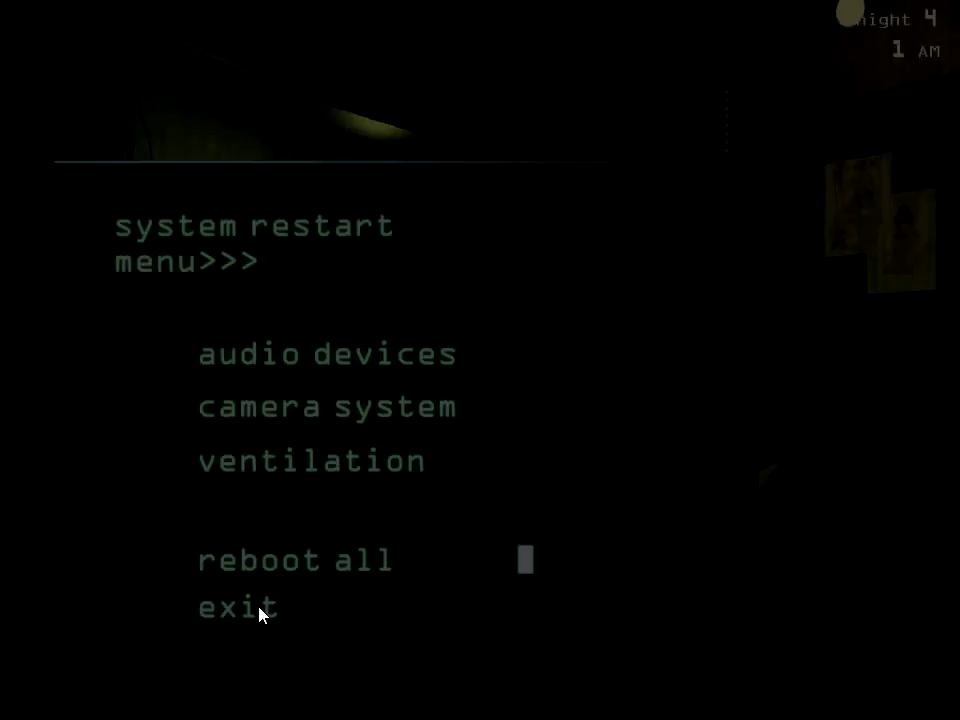 night 4
1 AM
system restart
menu>>>
audio devices
camera system
ventilation
reboot all
exit